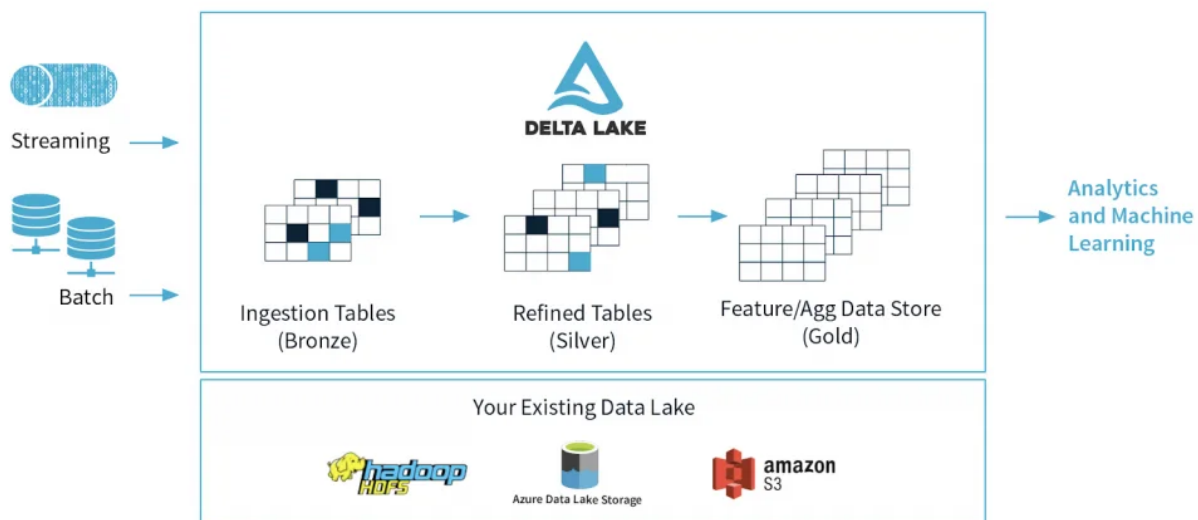 DELTA LAKE
Streaming
Batch
Ingestion Tables
(Bronze)
Refined Tables
(Silver)
Feature/Agg Data Store
(Gold)
Analytics
and Machine
Learning
Your Existing Data Lake
hadoop
HDFS
Azure Data Lake Storage
amazon
S3